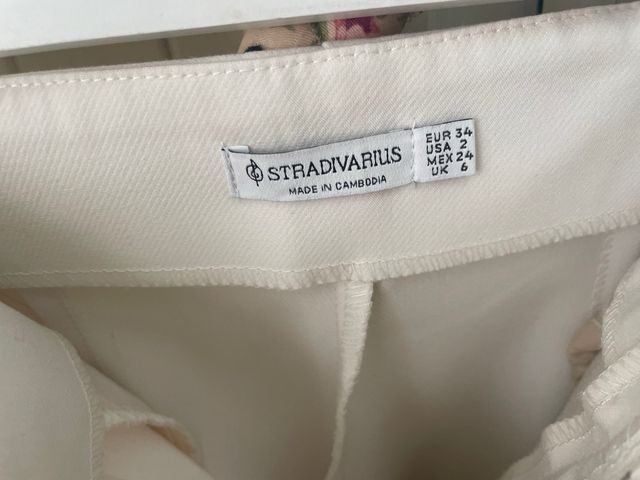 STRADIVARIUS
MADE IN CAMBODIA
EUR 34
USA 2
MEX 24
UK 6